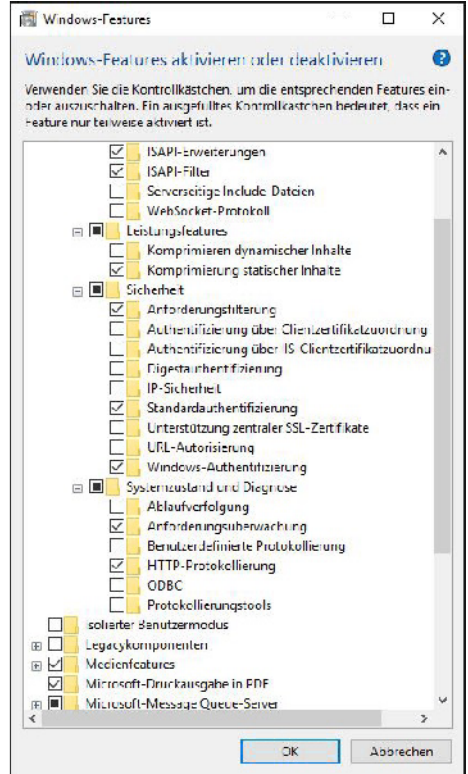 Windows-Features
Windows-Features aktivieren oder deaktivieren
Verwenden Sie die Kontrollkästchen, um die entsprechenden Features ein-
oder auszuschalten. Ein ausgefülltes Kontrollkästchen bedeutet, dass ein
Feature nur teilweise aktiviert ist.
ISAPI-Erweiterungen
ISAPI-Filter
Serverseitige Include-Dateien
WebSocket-Protokoll
Leistungsfeatures
Komprimieren dynamischer Inhalte
Komprimierung statischer Inhalte
Sicherheit
Anforderungsfilterung
Authentifizierung über Clientzertifikatzuordnung
Authentifizierung über IIS-Clientzertifikatzuordnu
Digestauthentifizierung
IP-Sicherheit
Standardauthentifizierung
Unterstützung zentraler SSL-Zertifikate
URL-Autorisierung
Windows-Authentifizierung
Systemzustand und Diagnose
Ablaufverfolgung
Anforderungsüberwachung
Benutzerdefinierte Protokollierung
HTTP-Protokollierung
ODBC
Protokollierungstools
Isolierter Benutzermodus
Legacykomponenten
Medienfeatures
Microsoft-Druckausgabe in PDF
Microsoft-Message Queue-Server
OK
Abbrechen